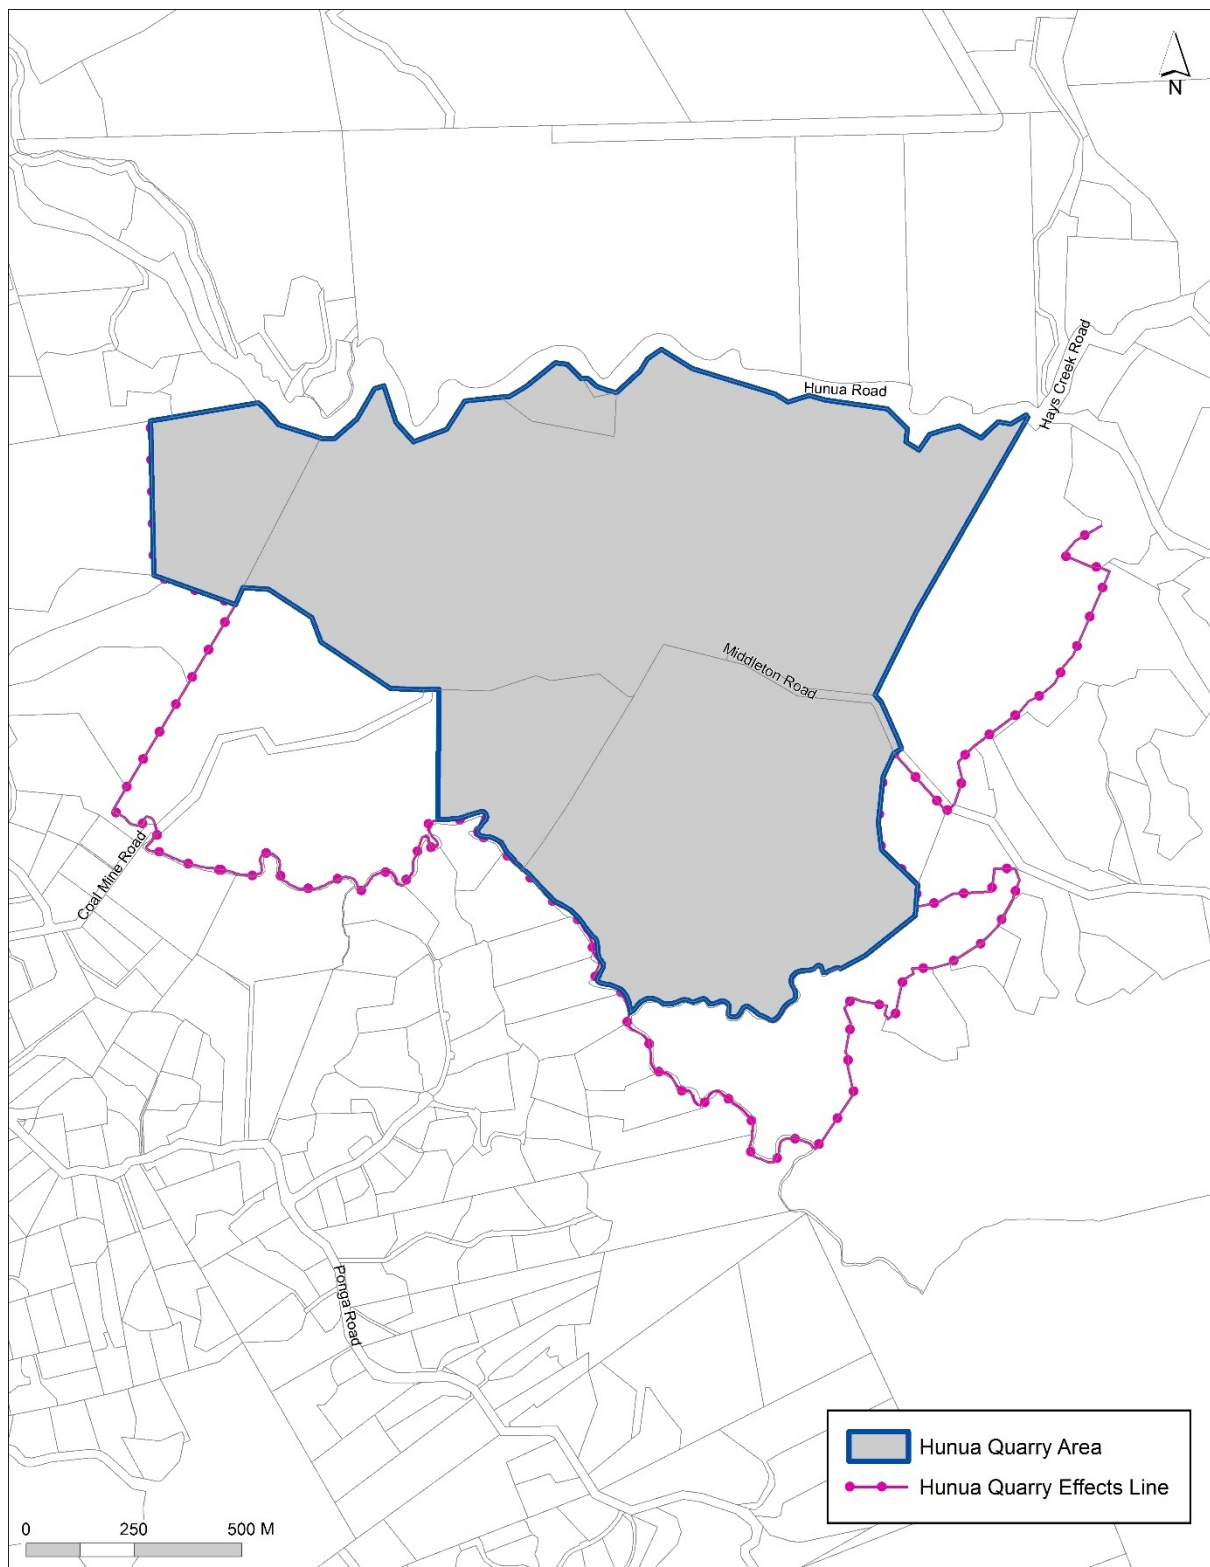 N
Hunua Road
Hays Creek Road
Middleton Road
Coal Mine Road
Ponga Road
Hunua Quarry Area
Hunua Quarry Effects Line
0 250 500 M